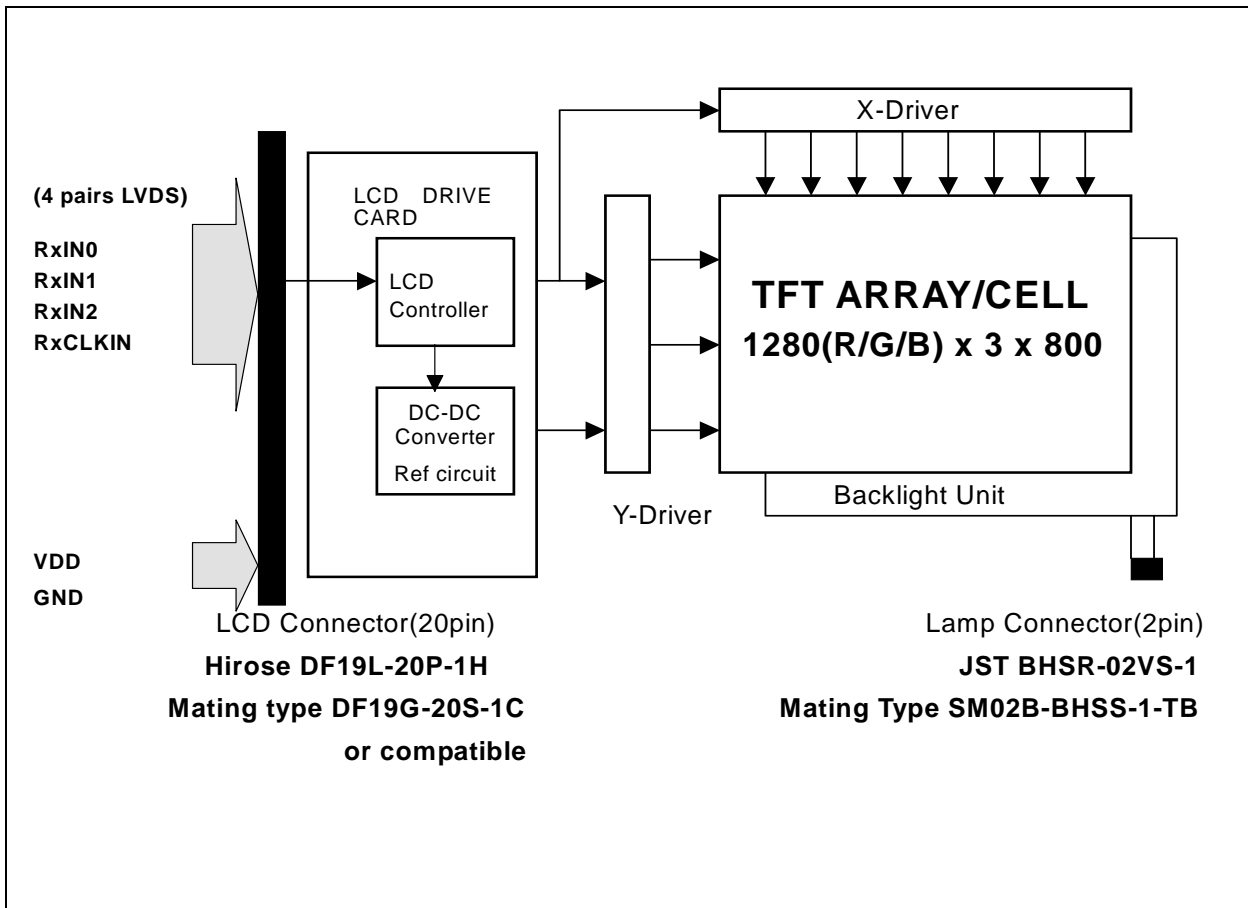 X-Driver
(4 pairs LVDS)
RxIN0
RxIN1
RxIN2
RxCLKIN
LCD DRIVE
CARD
LCD
Controller
DC-DC
Converter
Ref circuit
TFT ARRAY/CELL
1280(R/G/B) x 3 x 800
Backlight Unit
Y-Driver
VDD
GND
LCD Connector(20pin)
Hirose DF19L-20P-1H
Mating type DF19G-20S-1C
or compatible
Lamp Connector(2pin)
JST BHSR-02VS-1
Mating Type SM02B-BHSS-1-TB